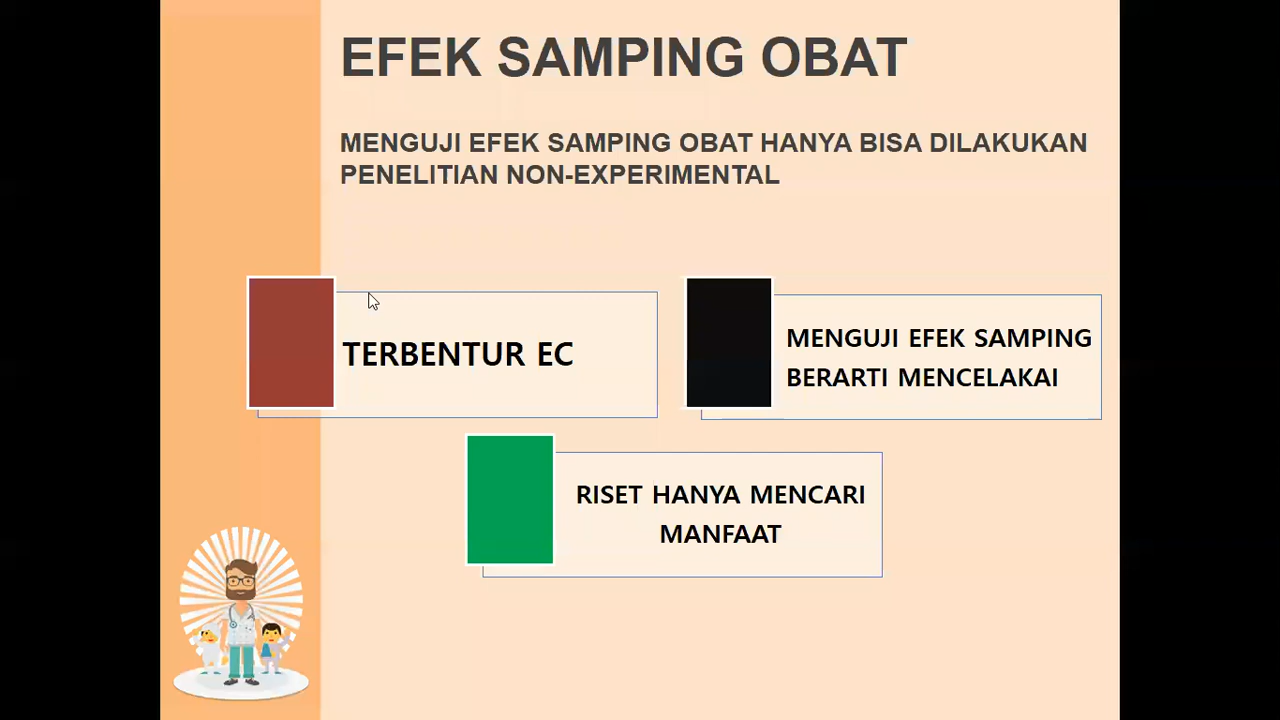 EFEK SAMPING OBAT
MENGUJI EFEK SAMPING OBAT HANYA BISA DILAKUKAN
PENELITIAN NON-EXPERIMENTAL
TERBENTUR EC
MENGUJI EFEK SAMPING
BERARTI MENCELAKAI
RISET HANYA MENCARI
MANFAAT